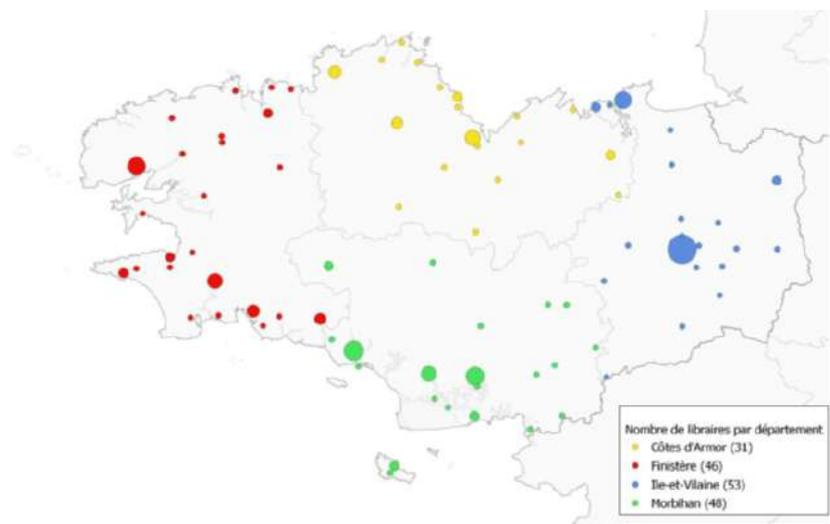 Nombre de libraires par département
Côtes d'Armor (31)
Finistère (46)
Ile-et-Vilaine (53)
Morbihan (48)